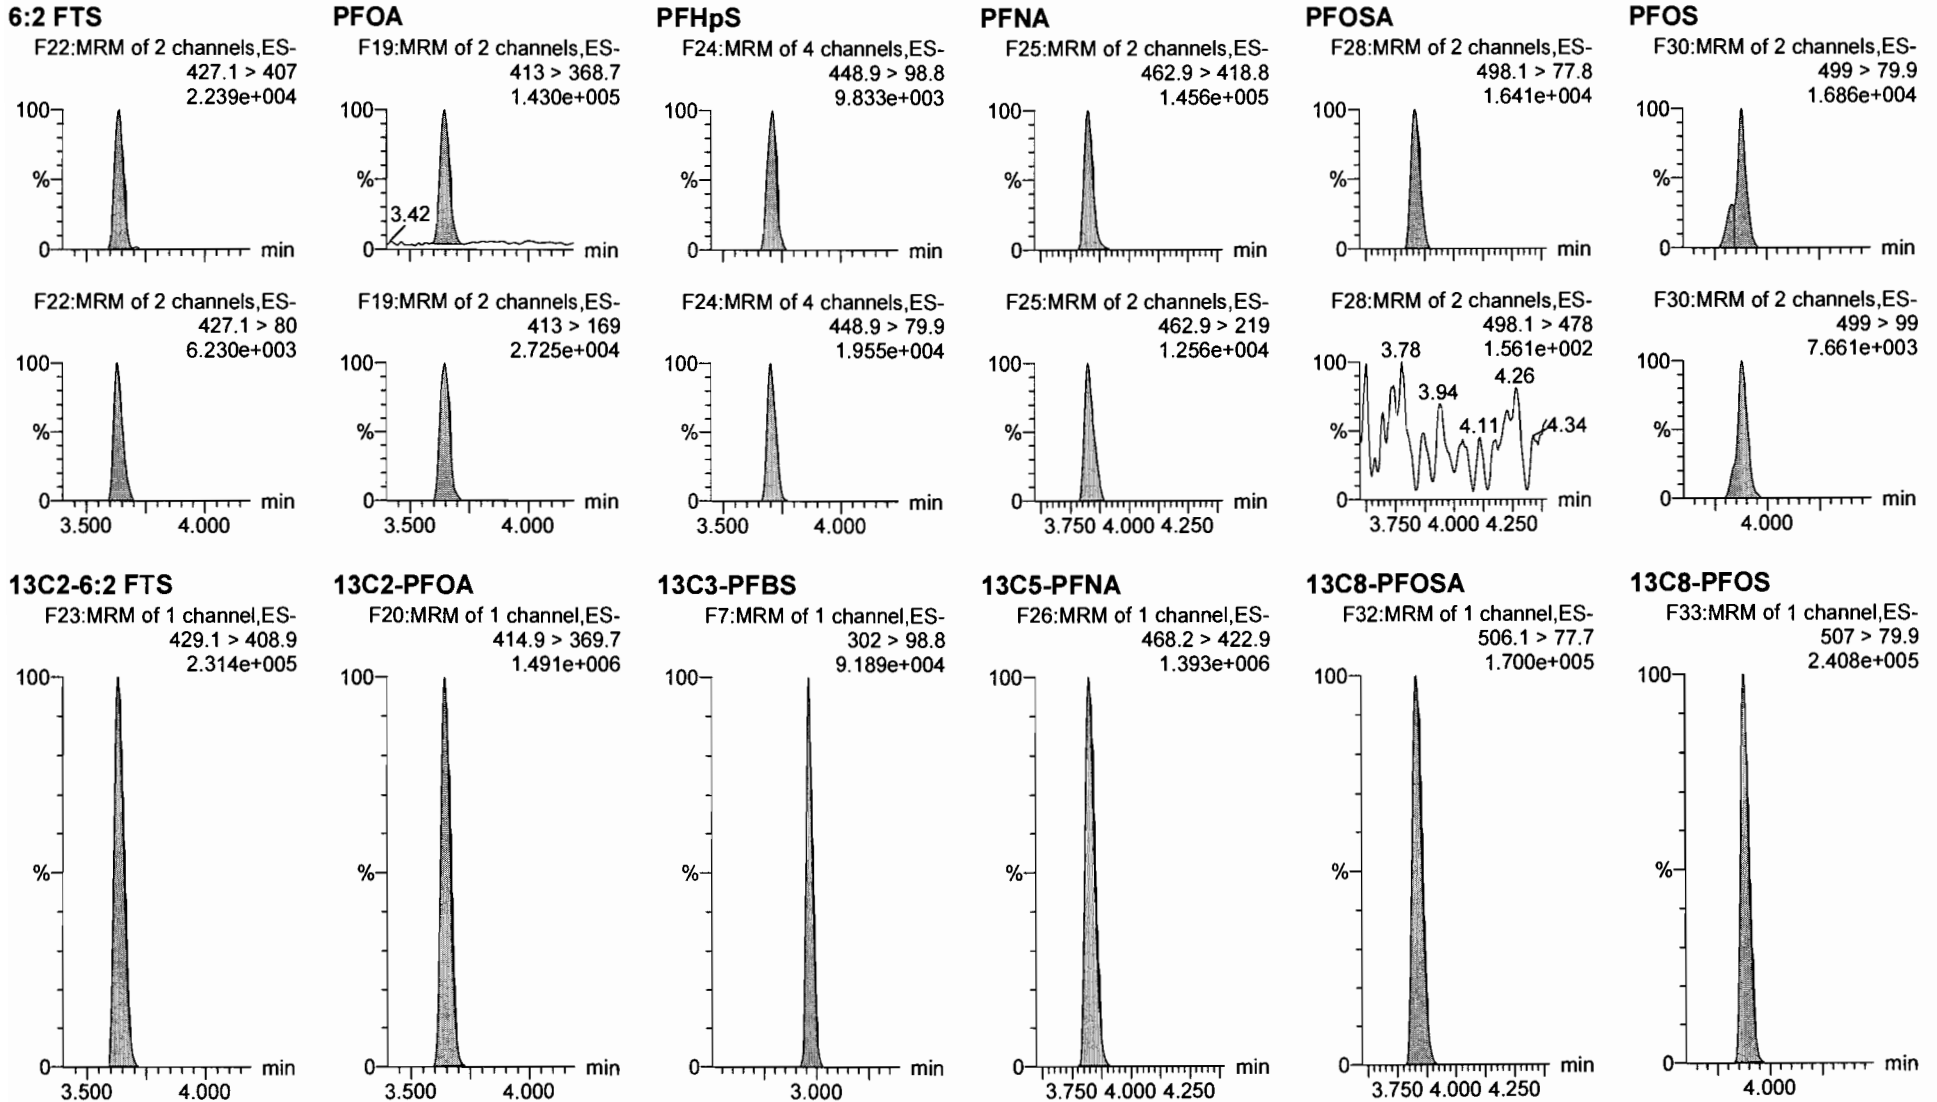 6:2 FTS
F22:MRM of 2 channels,ES-
427.1 > 407
2.239e+004
100
%
0
min
F22:MRM of 2 channels,ES-
427.1 > 80
6.230e+003
100
%
0
min
3.500 4.000
PFOA
F19:MRM of 2 channels,ES-
413 > 368.7
1.430e+005
100
%
3.42
0
min
F19:MRM of 2 channels,ES-
413 > 169
2.725e+004
100
%
0
min
3.500 4.000
PFHpS
F24:MRM of 4 channels,ES-
448.9 > 98.8
9.833e+003
100
%
0
min
F24:MRM of 4 channels,ES-
448.9 > 79.9
1.955e+004
100
%
0
min
3.500 4.000
PFNA
F25:MRM of 2 channels,ES-
462.9 > 418.8
1.456e+005
100
%
0
min
F25:MRM of 2 channels,ES-
462.9 > 219
1.256e+004
100
%
0
min
3.750 4.000 4.250
PFOSA
F28:MRM of 2 channels,ES-
498.1 > 77.8
1.641e+004
100
%
0
min
F28:MRM of 2 channels,ES-
498.1 > 478
1.561e+002
100
3.78
4.26
3.94
4.11
4.34
%
0
min
3.750 4.000 4.250
PFOS
F30:MRM of 2 channels,ES-
499 > 79.9
1.686e+004
100
%
0
min
F30:MRM of 2 channels,ES-
499 > 99
7.661e+003
100
%
0
min
4.000
13C2-6:2 FTS
F23:MRM of 1 channel,ES-
429.1 > 408.9
2.314e+005
100
%
0
min
3.500 4.000
13C2-PFOA
F20:MRM of 1 channel,ES-
414.9 > 369.7
1.491e+006
100
%
0
min
3.500 4.000
13C3-PFBS
F7:MRM of 1 channel,ES-
302 > 98.8
9.189e+004
100
%
0
min
3.000
13C5-PFNA
F26:MRM of 1 channel,ES-
468.2 > 422.9
1.393e+006
100
%
0
min
3.750 4.000 4.250
13C8-PFOSA
F32:MRM of 1 channel,ES-
506.1 > 77.7
1.700e+005
100
%
0
min
3.750 4.000 4.250
13C8-PFOS
F33:MRM of 1 channel,ES-
507 > 79.9
2.408e+005
100
%
0
min
4.000